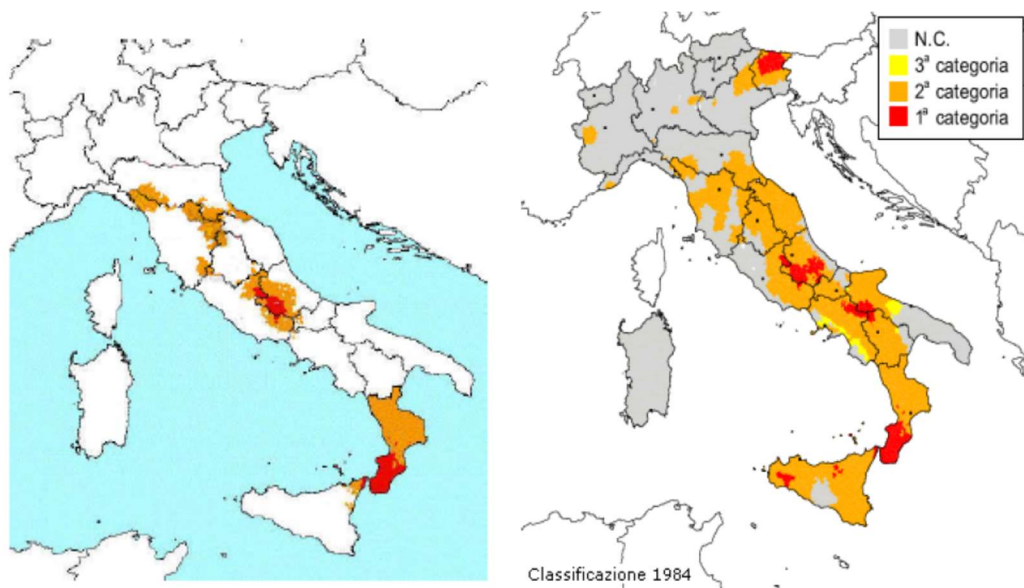 N.C.
3ª categoria
2ª categoria
1ª categoria
Classificazione 1984